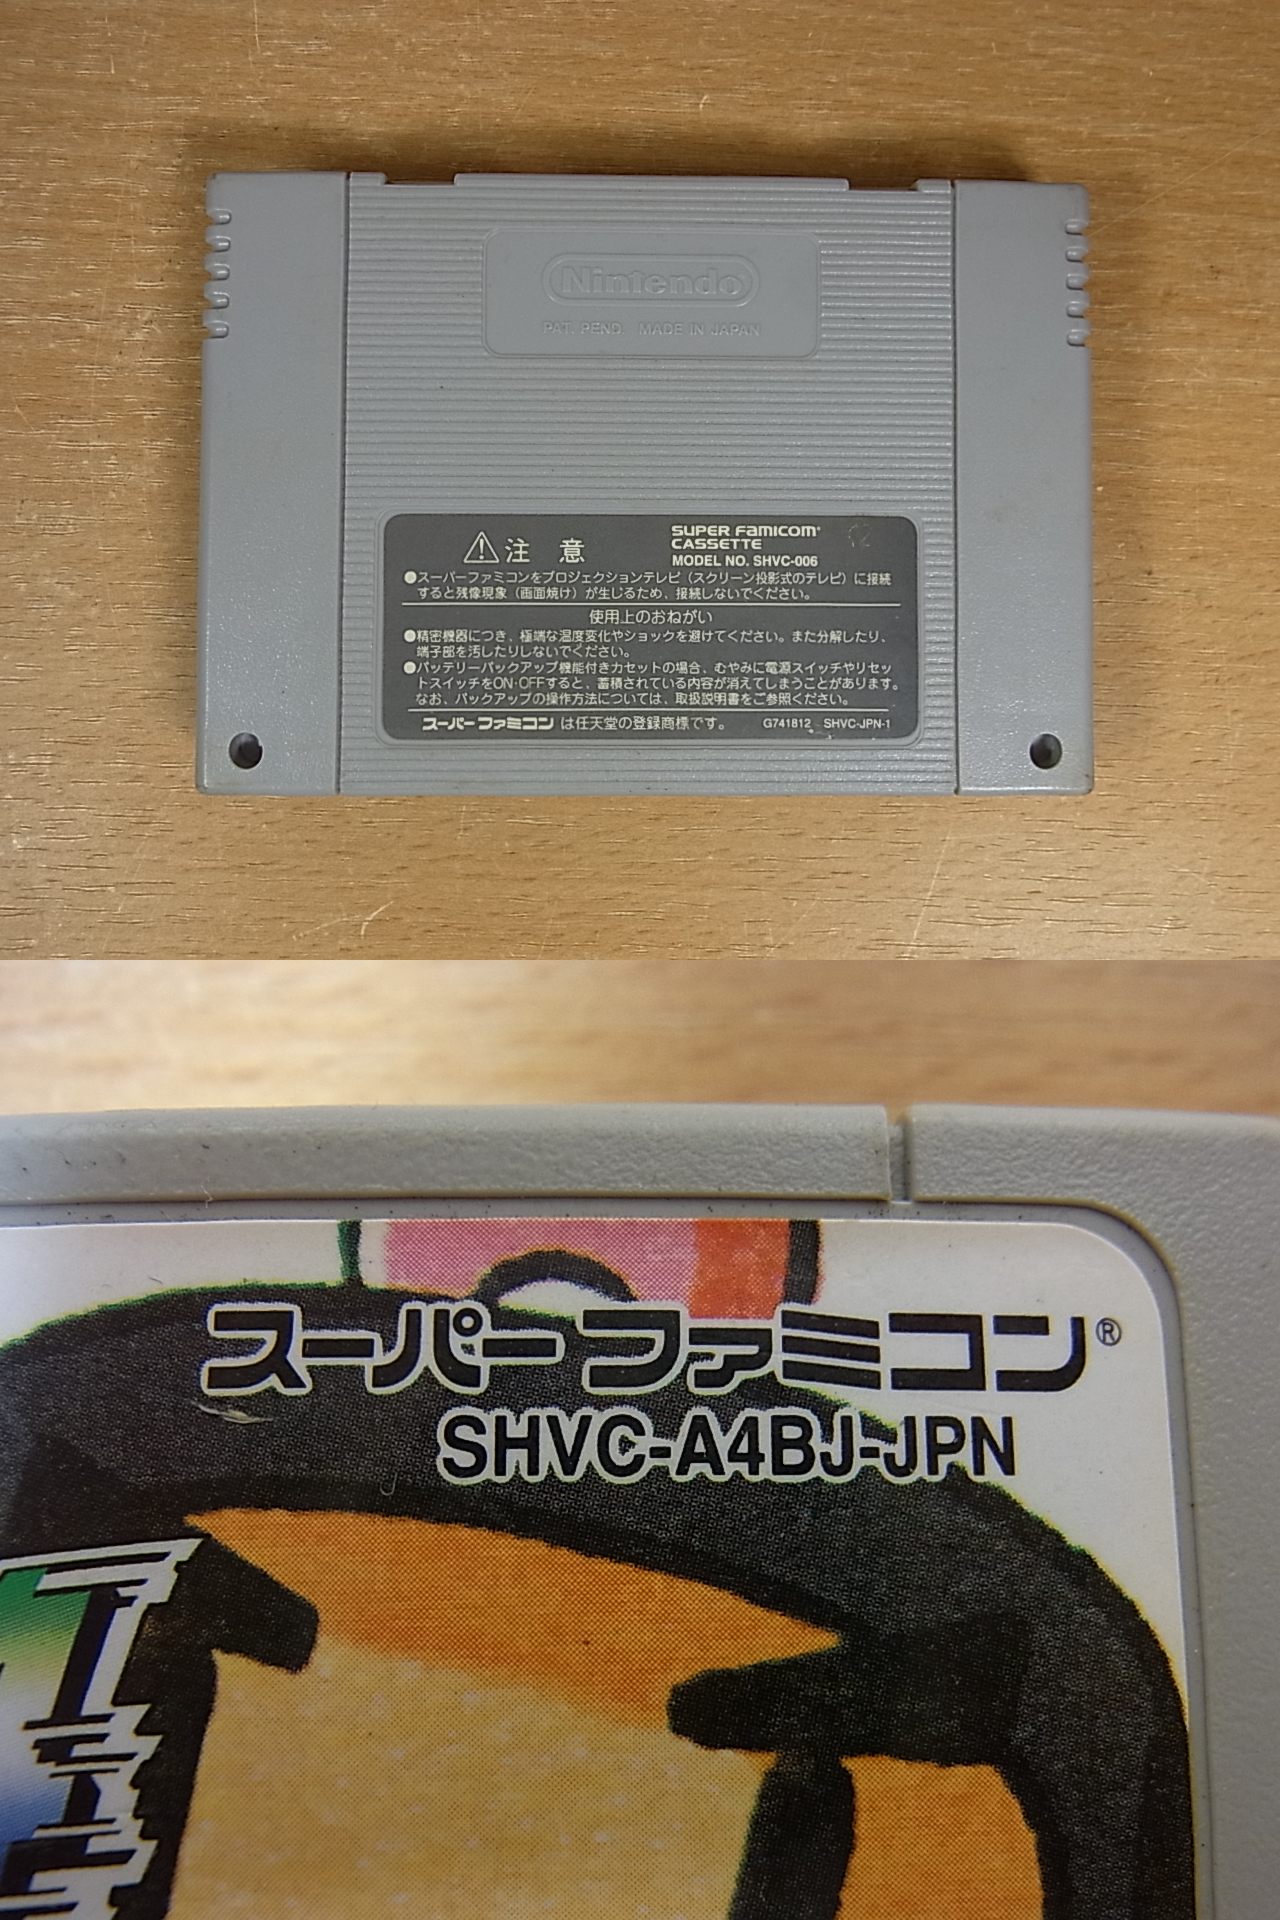 Nintendo
PAT. PEND. MADE IN JAPAN
注意
SUPER FAMICOM
CASSETTE
MODEL NO. SHVC-006
●スーパーファミコンをプロジェクションテレビ(スクリーン投影式のテレビ)に接続
すると残像現象(画面焼け)が生じるため、接続しないでください。
使用上のおねがい
●精密機器につき、極端な温度変化やショックを避けてください。また分解したり、
端子部を汚したりしないでください。
●バッテリーバックアップ機能付きカセットの場合、むやみに電源スイッチやリセッ
トスイッチをON・OFFすると、蓄積されている内容が消えてしまうことがあります。
なお、バックアップの操作方法については、取扱説明書をご参照ください。
スーパーファミコン は任天堂の登録商標です。 G741812 SHVC-JPN-1
スーパーファミコン®
SHVC-A4BJ-JPN